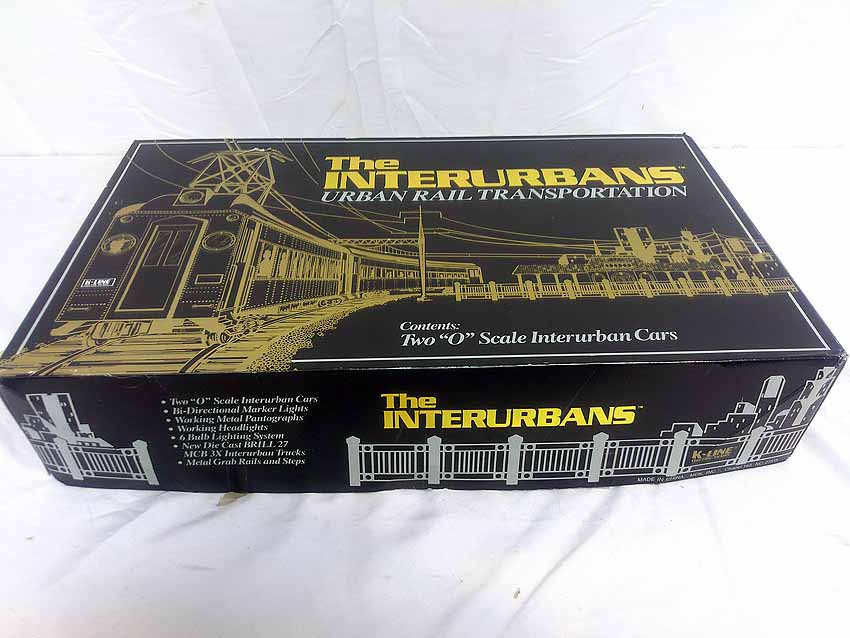 The
INTERURBANS™
URBAN RAIL TRANSPORTATION
K-LINE
Contents:
Two "O" Scale Interurban Cars
• Two "O" Scale Interurban Cars
• Bi-Directional Marker Lights
• Working Metal Pantographs
• Working Headlights
• 6 Bulb Lighting System
• New Die Cast BRILL 27
MCB 3X Interurban Trucks
• Metal Grab Rails and Steps
The
INTERURBANS™
K-LINE
MADE IN CHINA